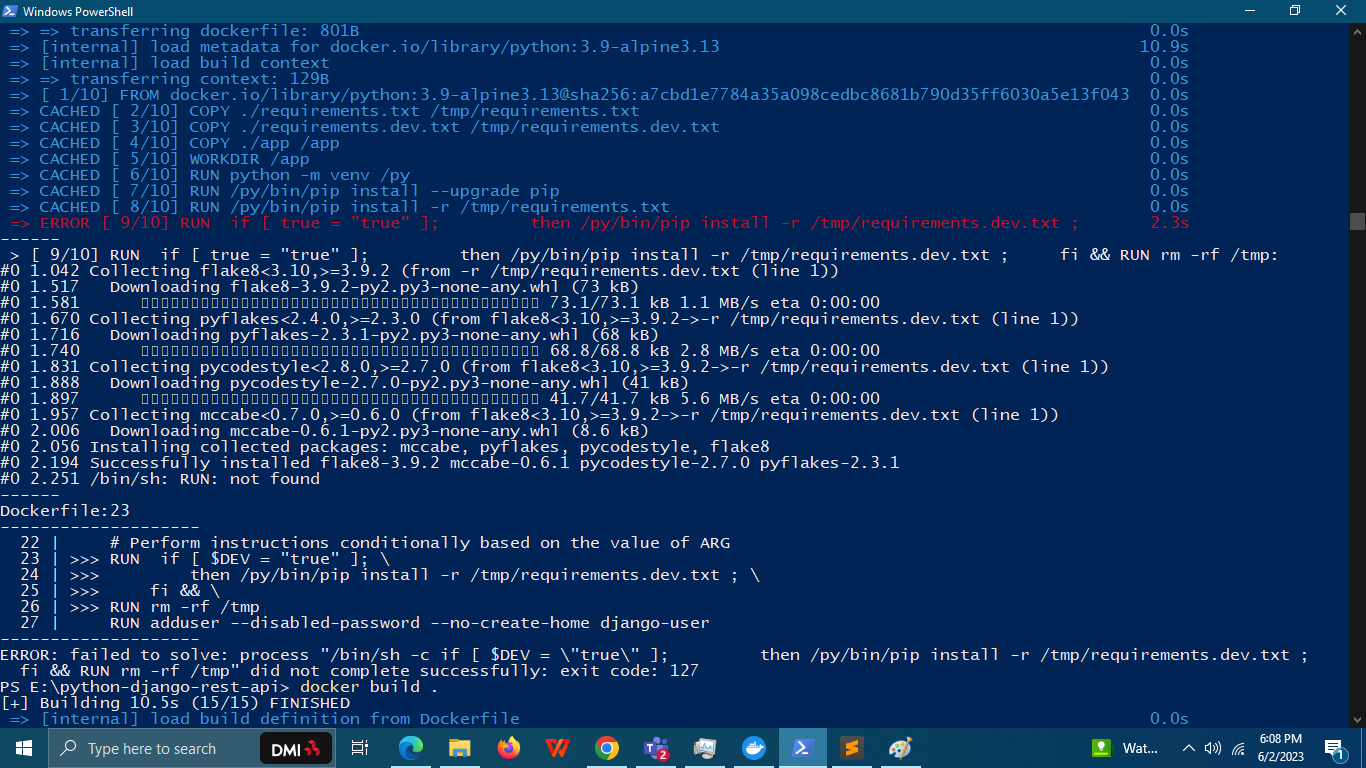 Windows PowerShell
=> => transferring dockerfile: 801B 0.0s
=> [internal] load metadata for docker.io/library/python:3.9-alpine3.13 10.9s
=> [internal] load build context 0.0s
=> => transferring context: 129B 0.0s
=> [ 1/10] FROM docker.io/library/python:3.9-alpine3.13@sha256:a7cbd1e7784a35a098cedbc8681b790d35ff6030a5e13f043 0.0s
=> CACHED [ 2/10] COPY ./requirements.txt /tmp/requirements.txt 0.0s
=> CACHED [ 3/10] COPY ./requirements.dev.txt /tmp/requirements.dev.txt 0.0s
=> CACHED [ 4/10] COPY ./app /app 0.0s
=> CACHED [ 5/10] WORKDIR /app 0.0s
=> CACHED [ 6/10] RUN python -m venv /py 0.0s
=> CACHED [ 7/10] RUN /py/bin/pip install --upgrade pip 0.0s
=> CACHED [ 8/10] RUN /py/bin/pip install -r /tmp/requirements.txt 0.0s
=> ERROR [ 9/10] RUN  if [ true = "true" ];         then /py/bin/pip install -r /tmp/requirements.dev.txt ; 2.3s
------
> [ 9/10] RUN  if [ true = "true" ];         then /py/bin/pip install -r /tmp/requirements.dev.txt ;     fi && RUN rm -rf /tmp:
#0 1.042 Collecting flake8<3.10,>=3.9.2 (from -r /tmp/requirements.dev.txt (line 1))
#0 1.517   Downloading flake8-3.9.2-py2.py3-none-any.whl (73 kB)
#0 1.581 73.1/73.1 kB 1.1 MB/s eta 0:00:00
#0 1.670 Collecting pyflakes<2.4.0,>=2.3.0 (from flake8<3.10,>=3.9.2->-r /tmp/requirements.dev.txt (line 1))
#0 1.716   Downloading pyflakes-2.3.1-py2.py3-none-any.whl (68 kB)
#0 1.740 68.8/68.8 kB 2.8 MB/s eta 0:00:00
#0 1.831 Collecting pycodestyle<2.8.0,>=2.7.0 (from flake8<3.10,>=3.9.2->-r /tmp/requirements.dev.txt (line 1))
#0 1.888   Downloading pycodestyle-2.7.0-py2.py3-none-any.whl (41 kB)
#0 1.897 41.7/41.7 kB 5.6 MB/s eta 0:00:00
#0 1.957 Collecting mccabe<0.7.0,>=0.6.0 (from flake8<3.10,>=3.9.2->-r /tmp/requirements.dev.txt (line 1))
#0 2.006   Downloading mccabe-0.6.1-py2.py3-none-any.whl (8.6 kB)
#0 2.056 Installing collected packages: mccabe, pyflakes, pycodestyle, flake8
#0 2.194 Successfully installed flake8-3.9.2 mccabe-0.6.1 pycodestyle-2.7.0 pyflakes-2.3.1
#0 2.251 /bin/sh: RUN: not found
------
Dockerfile:23
--------------------
22 |     # Perform instructions conditionally based on the value of ARG
23 | >>> RUN  if [ $DEV = "true" ]; \
24 | >>>         then /py/bin/pip install -r /tmp/requirements.dev.txt ; \
25 | >>>     fi && \
26 | >>> RUN rm -rf /tmp
27 |     RUN adduser --disabled-password --no-create-home django-user
--------------------
ERROR: failed to solve: process "/bin/sh -c if [ $DEV = \"true\" ];         then /py/bin/pip install -r /tmp/requirements.dev.txt ;
fi && RUN rm -rf /tmp" did not complete successfully: exit code: 127
PS E:\python-django-rest-api> docker build .
[+] Building 10.5s (15/15) FINISHED
=> [internal] load build definition from Dockerfile 0.0s
Type here to search
DMI
2
Wat...
6:08 PM
6/2/2023
1